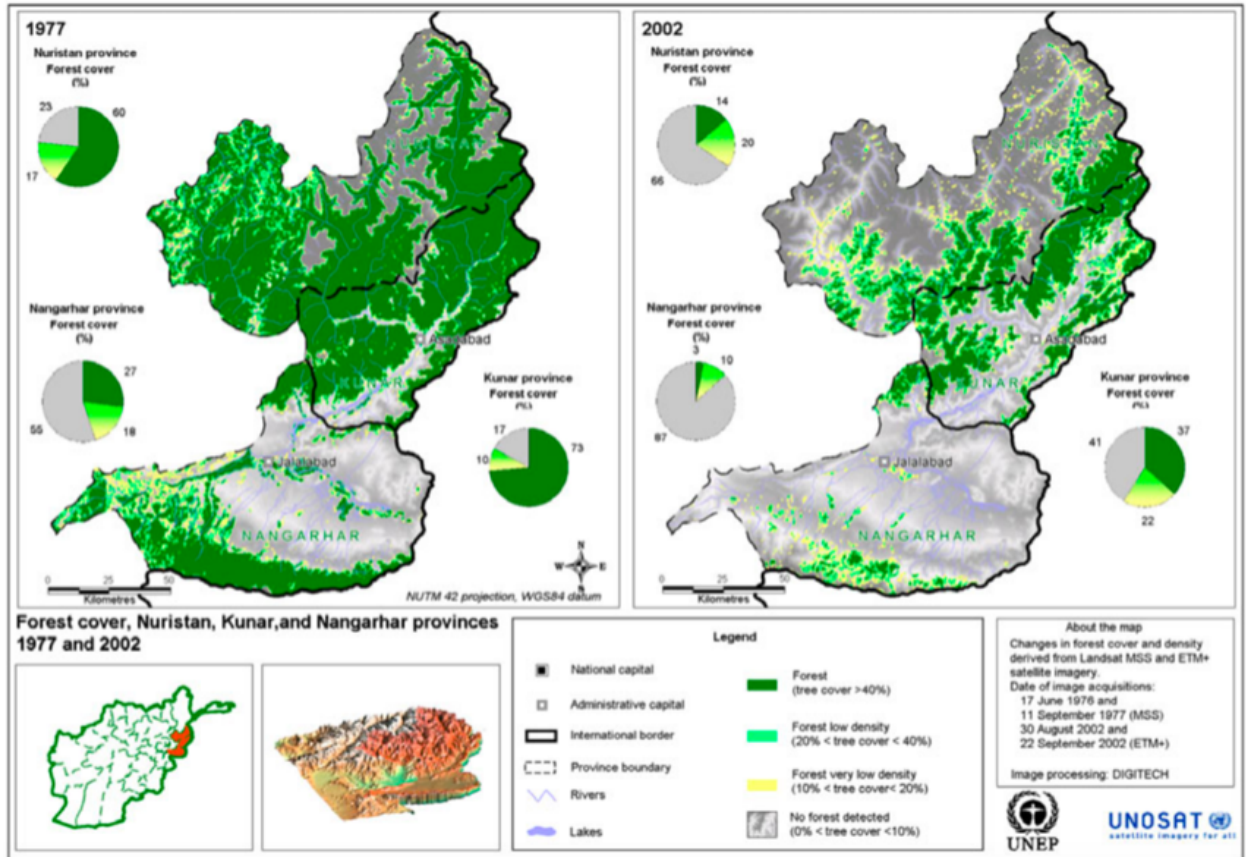 1977
Nuristan province
Forest cover
(%)
23
60
17
NURISTAN
Nangarhar province
Forest cover
(%)
27
55
18
Asadabad
KUNAR
Kunar province
Forest cover
(%)
17
73
10
Jalalabad
NANGARHAR
0 50
Kilometres
N
W E
S
NUTM 42 projection, WGS84 datum
2002
Nuristan province
Forest cover
(%)
14
20
66
NURISTAN
Nangarhar province
Forest cover
(%)
3
10
87
Asadabad
KUNAR
Kunar province
Forest cover
(%)
41
37
22
Jalalabad
NANGARHAR
0 50
Kilometres
Forest cover, Nuristan, Kunar,and Nangarhar provinces
1977 and 2002
Legend
National capital
Administrative capital
International border
Province boundary
Rivers
Lakes
Forest
(tree cover >40%)
Forest low density
(20% < tree cover < 40%)
Forest very low density
(10% < tree cover< 20%)
No forest detected
(0% < tree cover <10%)
About the map
Changes in forest cover and density
derived from Landsat MSS and ETM+
satellite imagery.
Date of image acquisitions:
17 June 1976 and
11 September 1977 (MSS)
30 August 2002 and
22 September 2002 (ETM+)
Image processing: DIGITECH
UNEP
UNOSAT
satellite imagery for all